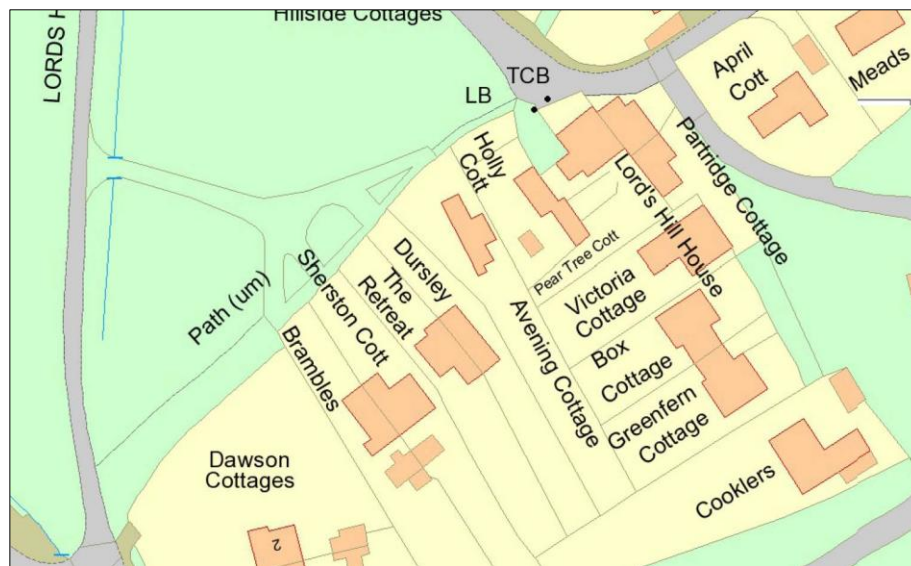 Hillside Cottages
LORDS H
TCB
LB
April
Cott
Meads
Holly
Cott
Partridge Cottage
Lord's Hill House
Pear Tree Cott
Dursley
The
Retreat
Sherston Cott
Path (um)
Brambles
Avening Cottage
Victoria
Cottage
Box
Cottage
Greenfern
Cottage
Cooklers
Dawson
Cottages
2